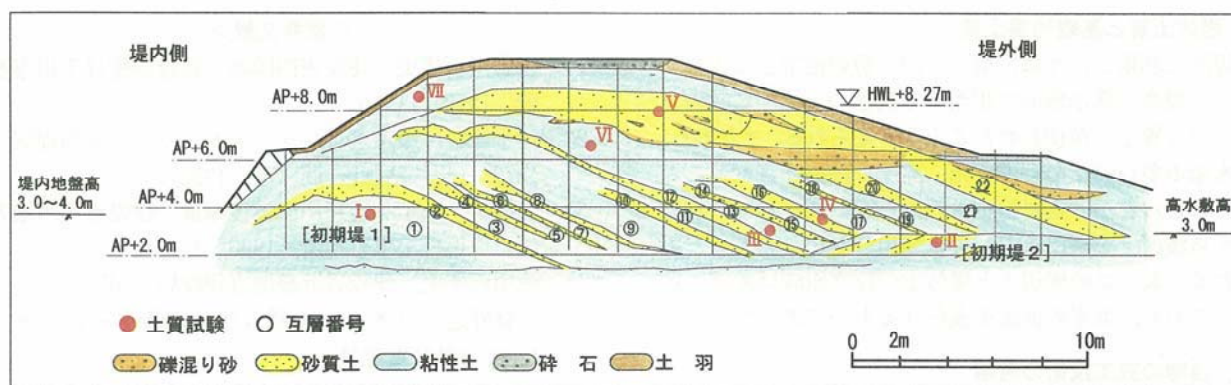 堤内側
堤外側
AP+8.0m
HWL+8.27m
AP+6.0m
堤内地盤高
3.0～4.0m
AP+4.0m
高水敷高
3.0m
AP+2.0m
Ⅶ
Ⅴ
Ⅵ
Ⅰ
Ⅳ
Ⅲ
Ⅱ
[初期堤1]
[初期堤2]
① ② ③ ④ ⑤ ⑥ ⑦ ⑧ ⑨ ⑩ ⑪ ⑫ ⑬ ⑭ ⑮ ⑯ ⑰ ⑱ ⑲ ⑳ ㉑ ㉒
土質試験 互層番号
礫混り砂 砂質土 粘性土 砕 石 土 羽
0 2m 10m